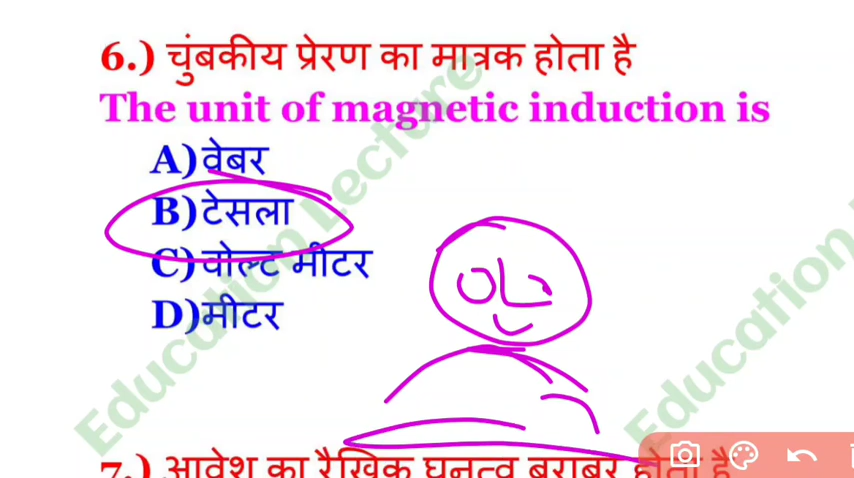 6.) चुंबकीय प्रेरण का मात्रक होता है
The unit of magnetic induction is
A) वेबर
B) टेसला
C) वोल्ट मीटर
D) मीटर
7.) आवेश का रैखिक घनत्व बराबर होता है
Education Lecture
Education